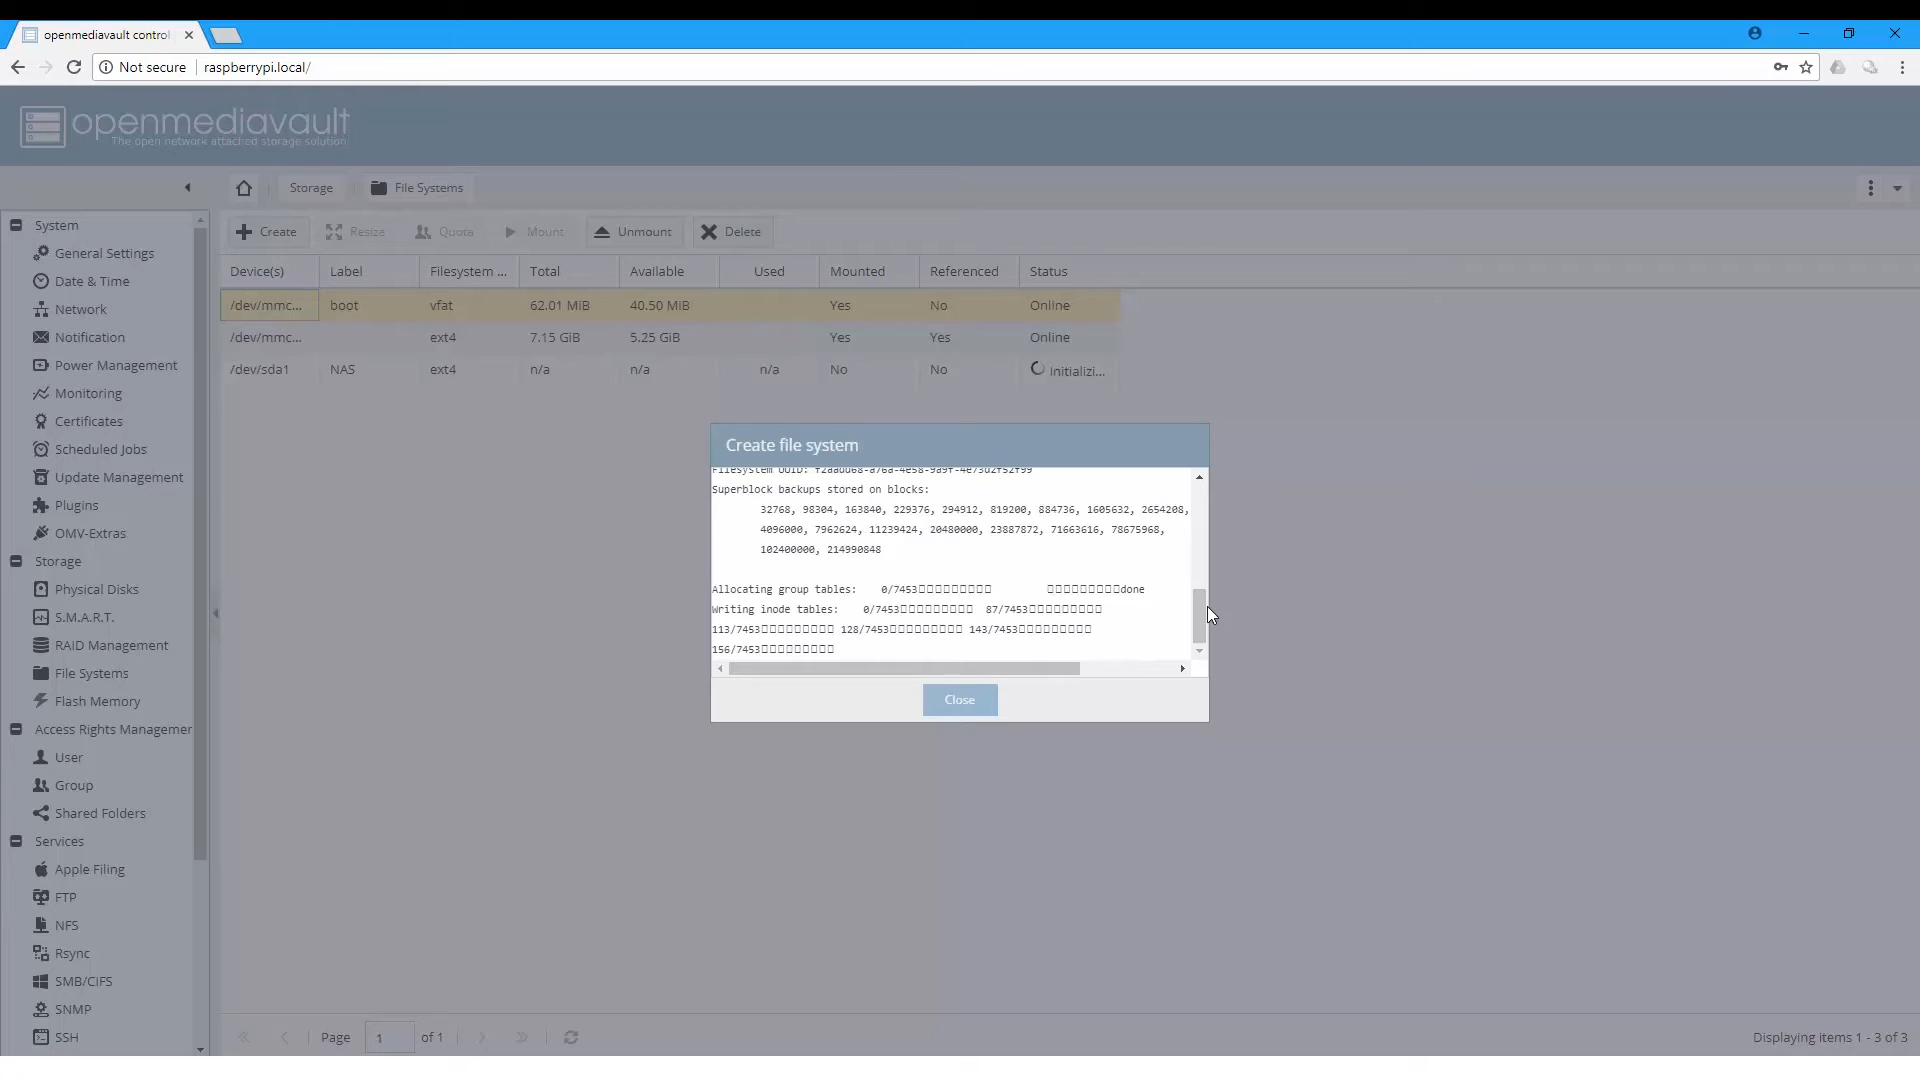 openmediavault control
Not secure raspberrypi.local/
openmediavault
The open network attached storage solution
Storage File Systems
Create Resize Quota Mount Unmount Delete
Device(s) Label Filesystem ... Total Available Used Mounted Referenced Status
/dev/mmc... boot vfat 62.01 MiB 40.50 MiB Yes No Online
/dev/mmc... ext4 7.15 GiB 5.25 GiB Yes Yes Online
/dev/sda1 NAS ext4 n/a n/a n/a No No Initializi...
System
General Settings
Date & Time
Network
Notification
Power Management
Monitoring
Certificates
Scheduled Jobs
Update Management
Plugins
OMV-Extras
Storage
Physical Disks
S.M.A.R.T.
RAID Management
File Systems
Flash Memory
Access Rights Managemer
User
Group
Shared Folders
Services
Apple Filing
FTP
NFS
Rsync
SMB/CIFS
SNMP
SSH
Create file system
Filesystem UUID:
Superblock backups stored on blocks:
32768, 98304, 163840, 229376, 294912, 819200, 884736, 1605632, 2654208,
4096000, 7962624, 11239424, 20480000, 23887872, 71663616, 78675968,
102400000, 214990848
Allocating group tables: 0/7453 done
Writing inode tables: 0/7453 87/7453
113/7453 128/7453 143/7453
156/7453
Close
Page 1 of 1
Displaying items 1 - 3 of 3